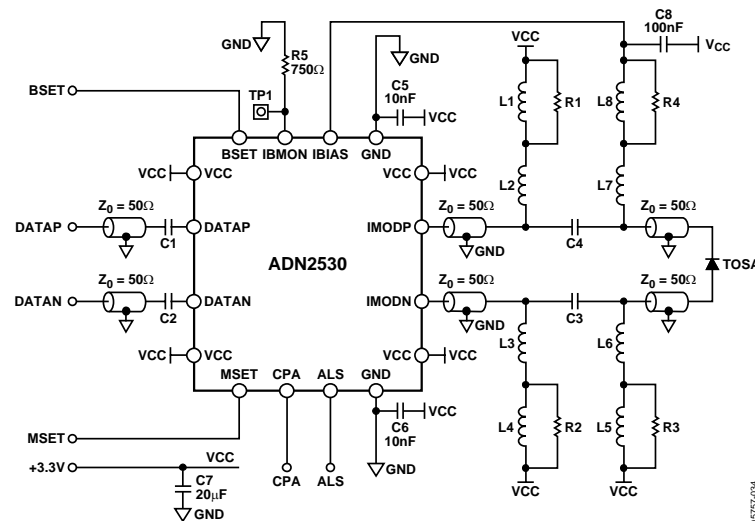 C8
100nF
VCC
GND
R5
750Ω
GND
VCC
C5
10nF
BSET
TP1
VCC
L1
R1
L8
R4
BSET
IBMON
IBIAS
GND
VCC
VCC
VCC
VCC
L2
L7
Z0 = 50Ω
Z0 = 50Ω
Z0 = 50Ω
DATAP
C1
DATAP
IMODP
GND
C4
ADN2530
TOSA
Z0 = 50Ω
Z0 = 50Ω
Z0 = 50Ω
DATAN
C2
DATAN
IMODN
GND
C3
L3
L6
VCC
VCC
VCC
VCC
MSET
CPA
ALS
GND
VCC
C6
10nF
L4
R2
L5
R3
MSET
GND
+3.3V
VCC
CPA
ALS
VCC
VCC
C7
20µF
GND